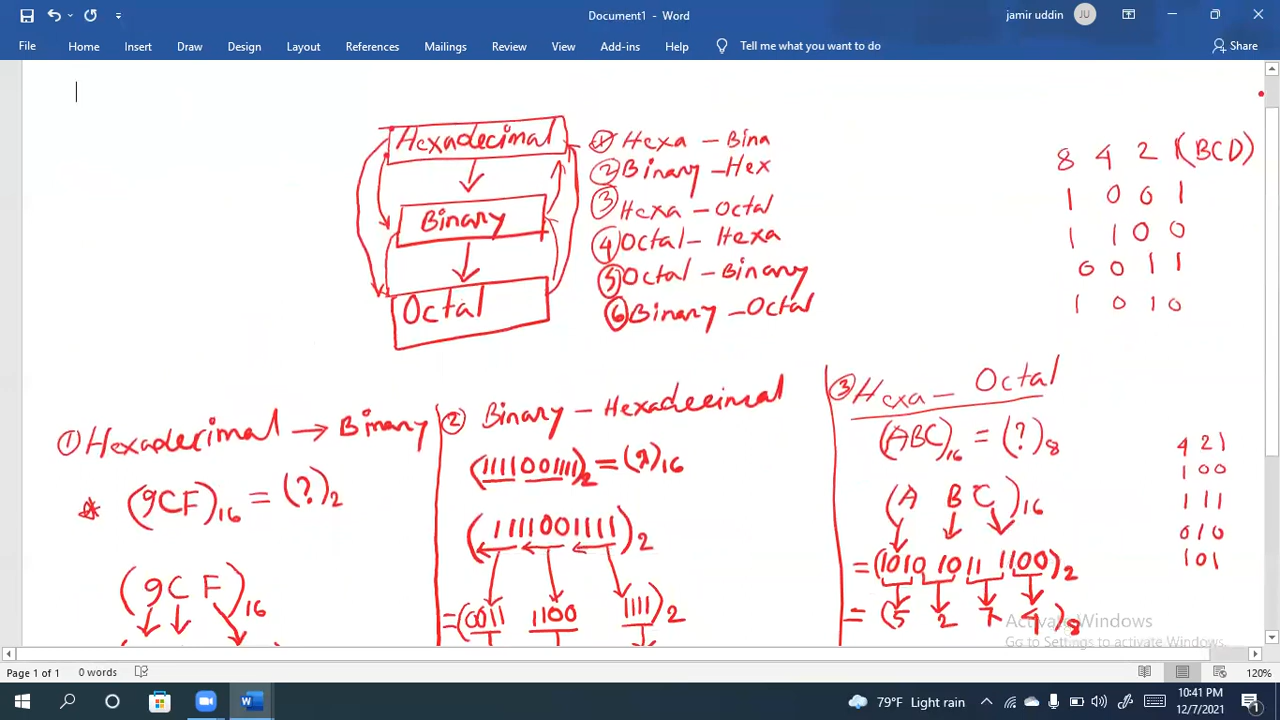 Document1 - Word
jamir uddin
JU
File Home Insert Draw Design Layout References Mailings Review View Add-ins Help Tell me what you want to do Share
Hexadecimal
Binary
Octal
① Hexa - Bina
② Binary - Hex
③ Hexa - Octal
④ Octal - Hexa
⑤ Octal - Binary
⑥ Binary - Octal
8 4 2 1 (BCD)
1 0 0 1
1 1 0 0
0 0 1 1
1 0 1 0
① Hexadecimal → Binary
(9CF)16 = (?)2
(9CF)16
② Binary - Hexadecimal
(1111001111)2 = (?)16
(1111001111)2
= (0011 1100 1111)2
③ Hexa - Octal
(ABC)16 = (?)8
(A B C)16
= (1010 1011 1100)2
= (5 2 7 4)8
4 2 1
1 0 0
1 1 1
0 1 0
1 0 1
Activate Windows
Go to Settings to activate Windows.
Page 1 of 1 0 words
120%
79°F Light rain
10:41 PM
12/7/2021
1